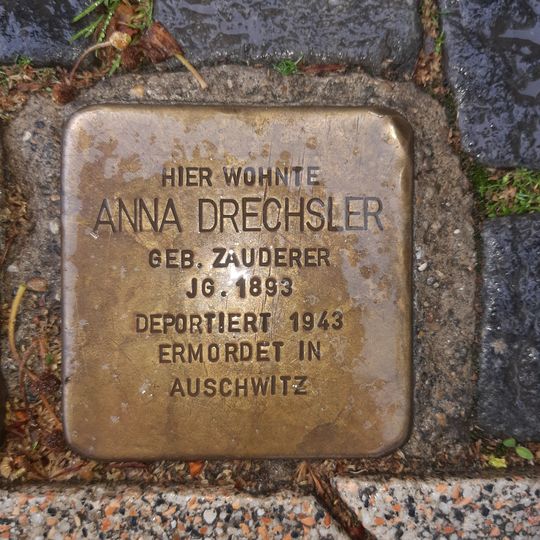 HIER WOHNTE
ANNA DRECHSLER
GEB. ZAUDERER
JG. 1893
DEPORTIERT 1943
ERMORDET IN
AUSCHWITZ